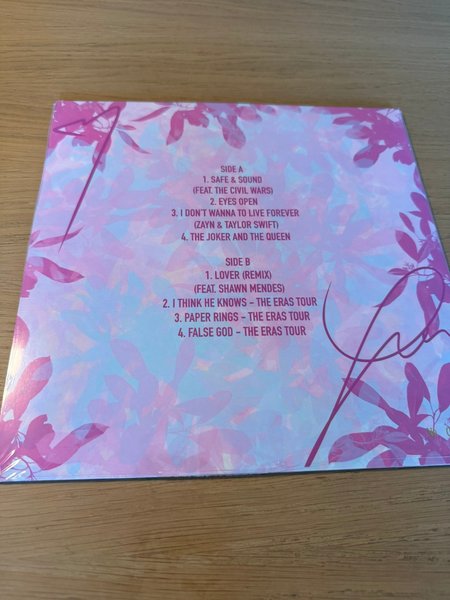 SIDE A
1. SAFE & SOUND
(FEAT. THE CIVIL WARS)
2. EYES OPEN
3. I DON'T WANNA TO LIVE FOREVER
(ZAYN & TAYLOR SWIFT)
4. THE JOKER AND THE QUEEN
SIDE B
1. LOVER (REMIX)
(FEAT. SHAWN MENDES)
2. I THINK HE KNOWS – THE ERAS TOUR
3. PAPER RINGS – THE ERAS TOUR
4. FALSE GOD – THE ERAS TOUR